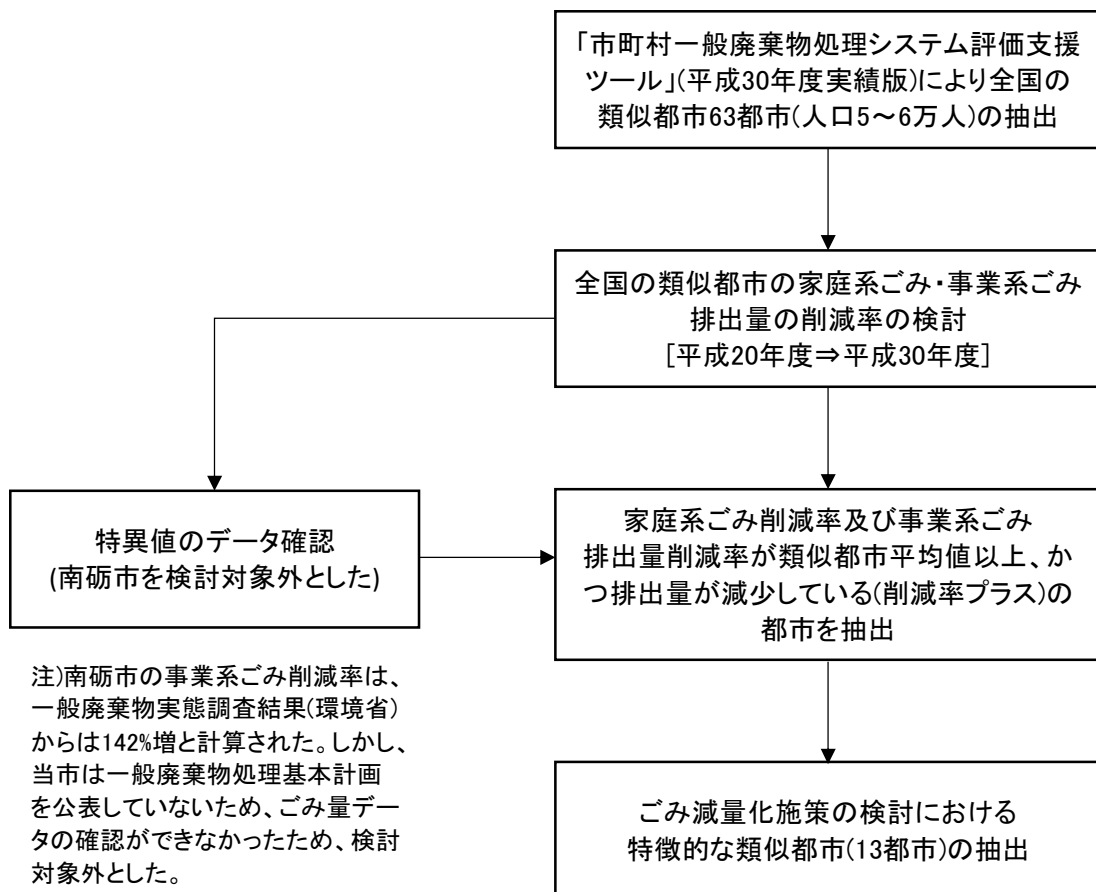 「市町村一般廃棄物処理システム評価支援
ツール」(平成30年度実績版)により全国の
類似都市63都市(人口5～6万人)の抽出
全国の類似都市の家庭系ごみ・事業系ごみ
排出量の削減率の検討
[平成20年度⇒平成30年度]
特異値のデータ確認
(南砺市を検討対象外とした)
家庭系ごみ削減率及び事業系ごみ
排出量削減率が類似都市平均値以上、か
つ排出量が減少している(削減率プラス)の
都市を抽出
注)南砺市の事業系ごみ削減率は、
一般廃棄物実態調査結果(環境省)
からは142%増と計算された。しかし、
当市は一般廃棄物処理基本計画
を公表していないため、ごみ量デー
タの確認ができなかったため、検討
対象外とした。
ごみ減量化施策の検討における
特徴的な類似都市(13都市)の抽出